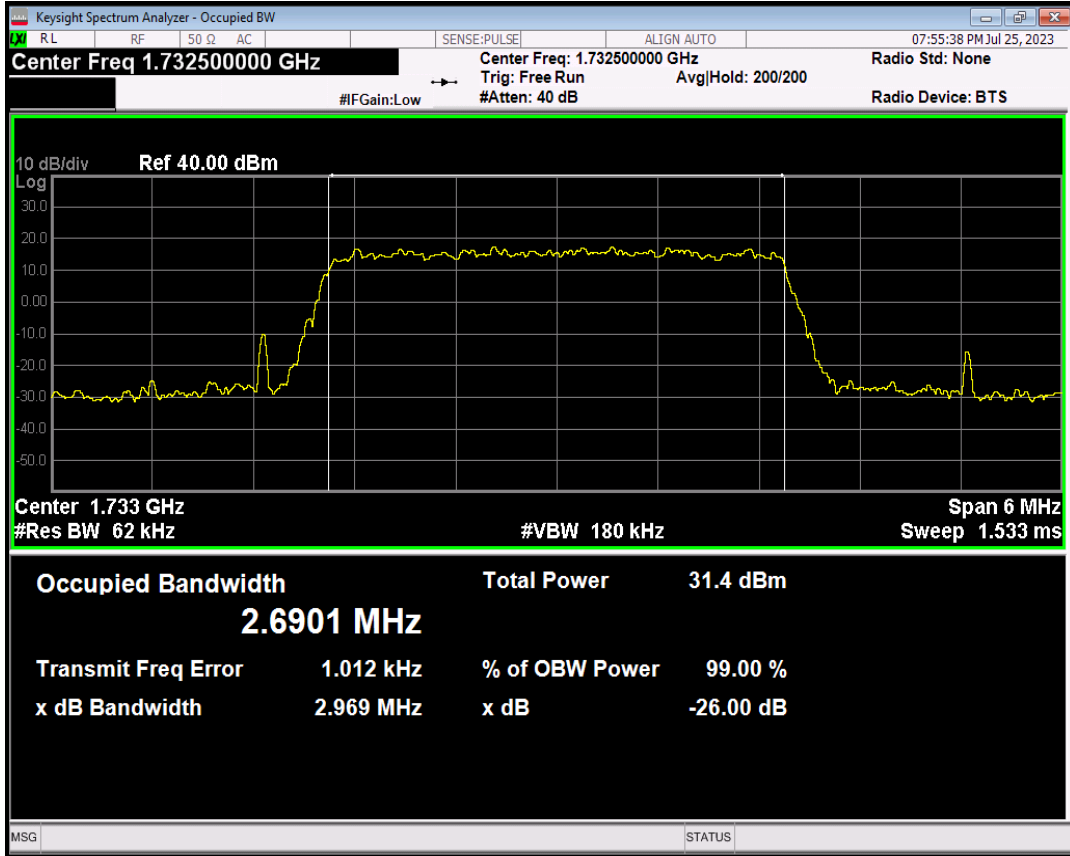 Keysight Spectrum Analyzer - Occupied BW
LXI RL RF 50 Ω AC SENSE:PULSE ALIGN AUTO 07:55:38 PM Jul 25, 2023
Center Freq 1.732500000 GHz
Center Freq: 1.732500000 GHz Radio Std: None
Trig: Free Run Avg|Hold: 200/200
#IFGain:Low #Atten: 40 dB Radio Device: BTS
10 dB/div Ref 40.00 dBm
Log
30.0
20.0
10.0
0.00
-10.0
-20.0
-30.0
-40.0
-50.0
Center 1.733 GHz Span 6 MHz
#Res BW 62 kHz #VBW 180 kHz Sweep 1.533 ms
Occupied Bandwidth Total Power 31.4 dBm
2.6901 MHz
Transmit Freq Error 1.012 kHz % of OBW Power 99.00 %
x dB Bandwidth 2.969 MHz x dB -26.00 dB
MSG STATUS